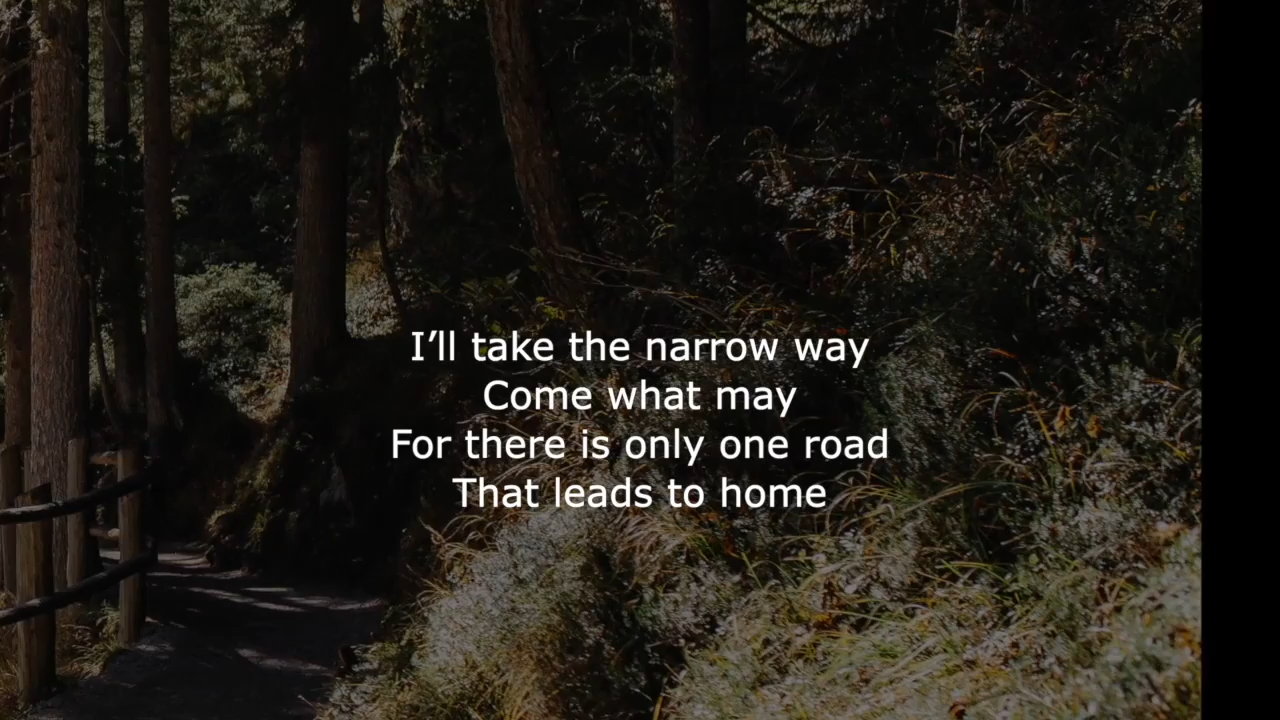 I’ll take the narrow way
Come what may
For there is only one road
That leads to home